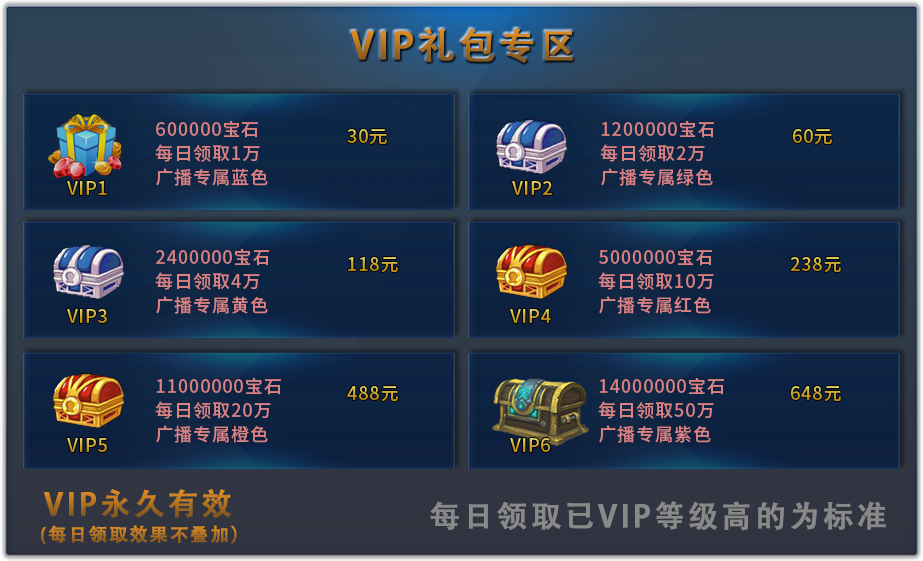 VIP礼包专区
600000宝石
每日领取1万
广播专属蓝色
30元
VIP1
1200000宝石
每日领取2万
广播专属绿色
60元
VIP2
2400000宝石
每日领取4万
广播专属黄色
118元
VIP3
5000000宝石
每日领取10万
广播专属红色
238元
VIP4
11000000宝石
每日领取20万
广播专属橙色
488元
VIP5
14000000宝石
每日领取50万
广播专属紫色
648元
VIP6
VIP永久有效
(每日领取效果不叠加)
每日领取已VIP等级高的为标准